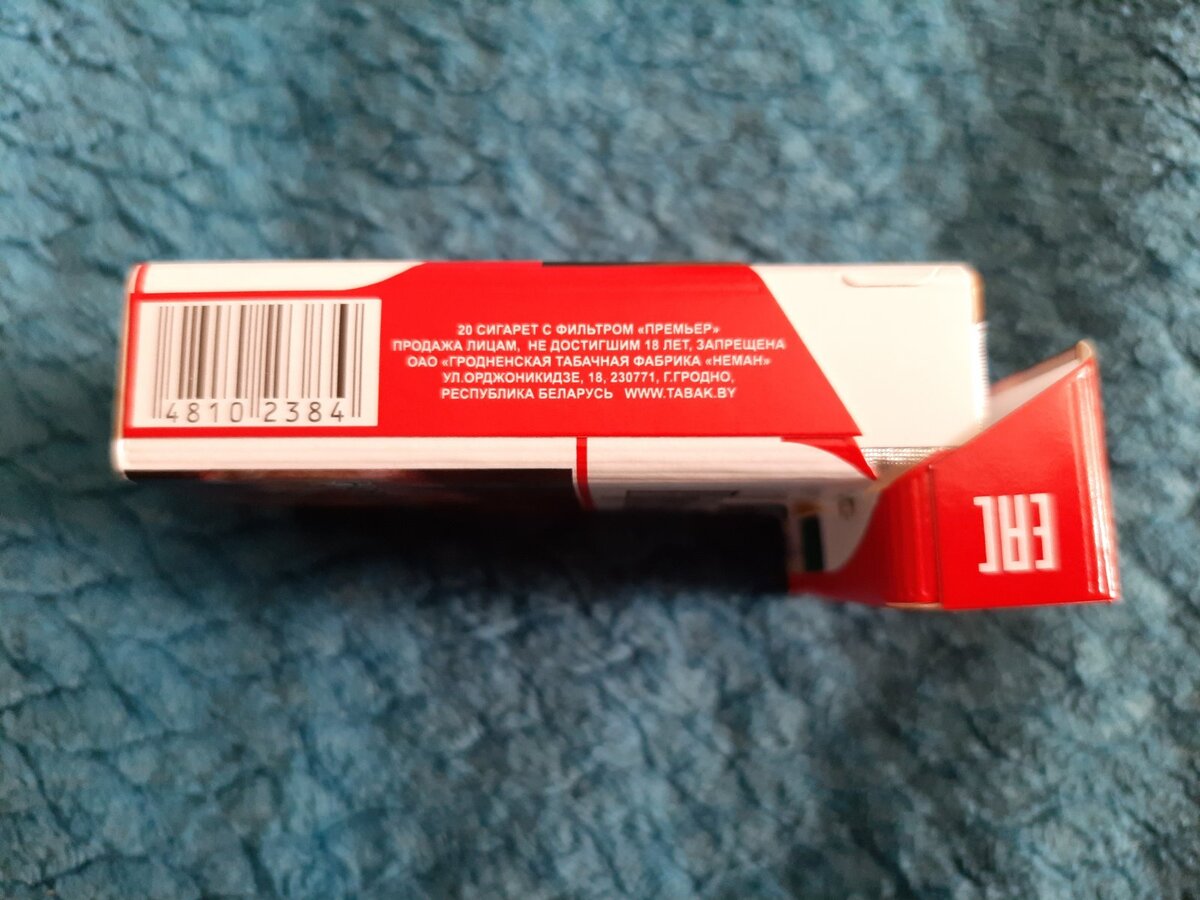 20 СИГАРЕТ С ФИЛЬТРОМ «ПРЕМЬЕР»
ПРОДАЖА ЛИЦАМ, НЕ ДОСТИГШИМ 18 ЛЕТ, ЗАПРЕЩЕНА
ОАО «ГРОДНЕНСКАЯ ТАБАЧНАЯ ФАБРИКА «НЕМАН»
УЛ.ОРДЖОНИКИДЗЕ, 18, 230771, Г.ГРОДНО,
РЕСПУБЛИКА БЕЛАРУСЬ WWW.TABAK.BY
4810 2384
EAC